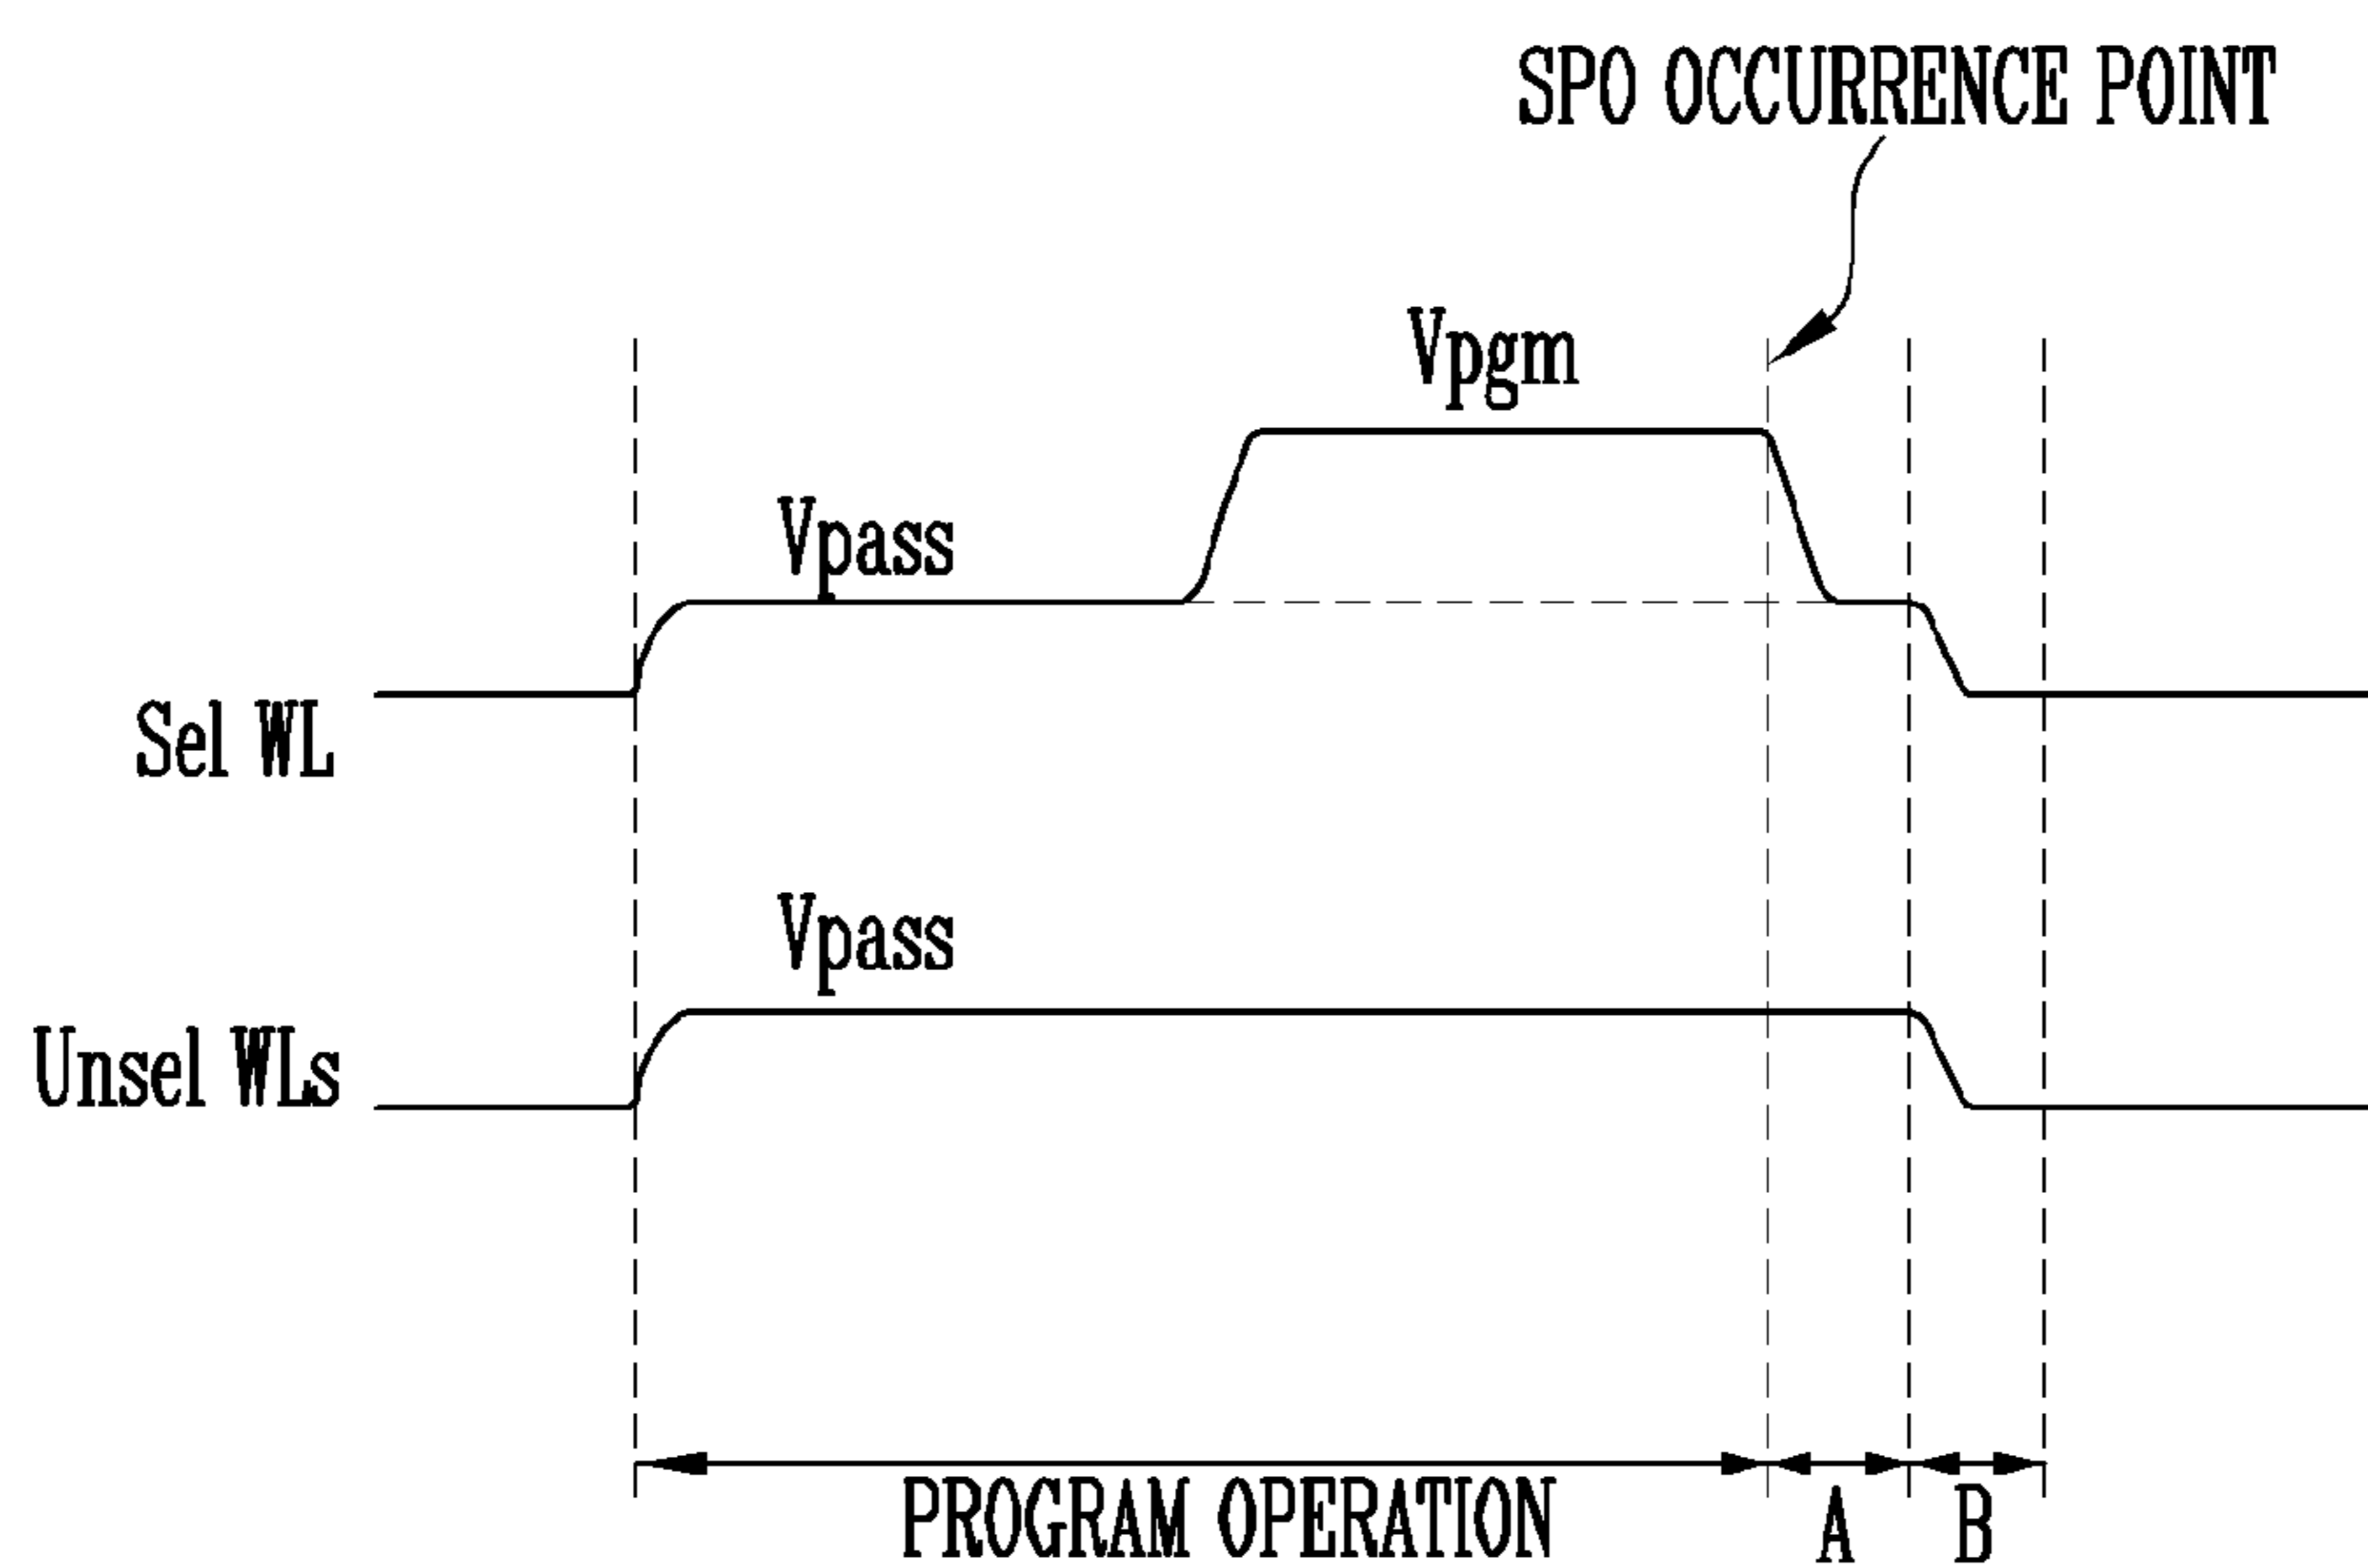 SPO OCCURRENCE POINT
Vpgm
Vpass
Sel WL
Vpass
Unsel WLs
PROGRAM OPERATION
A
B